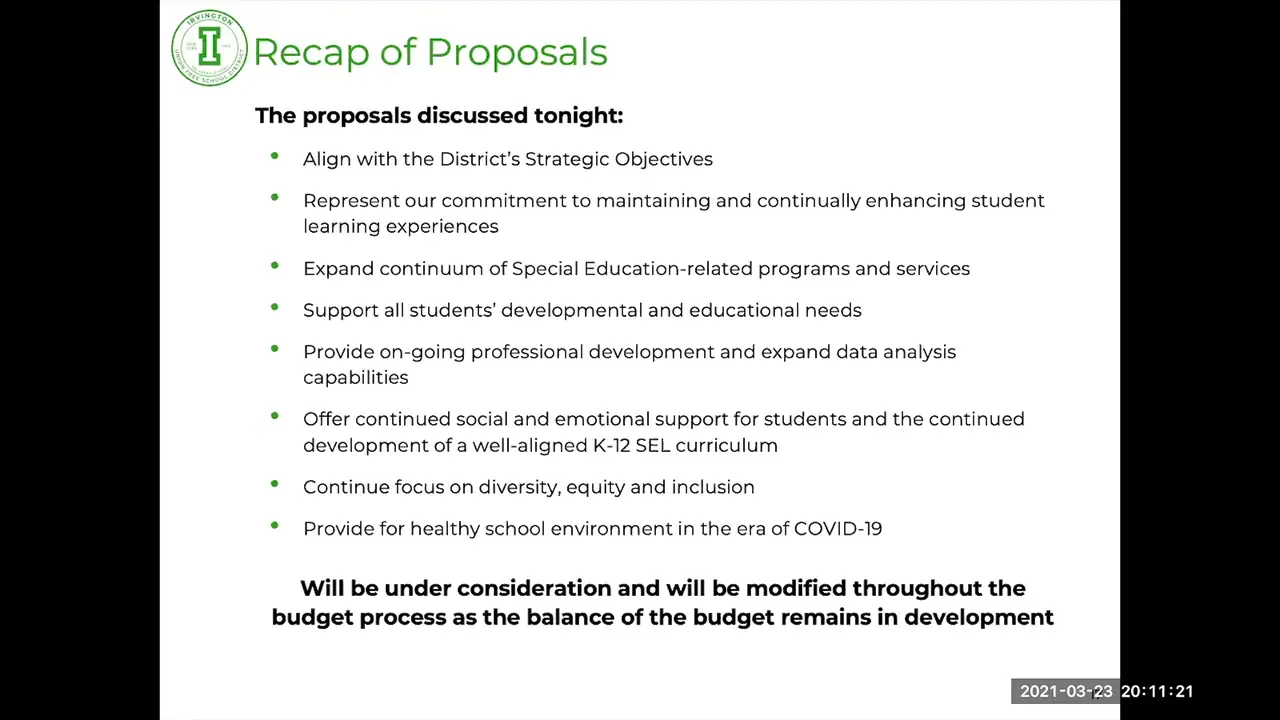 IRVINGTON
UNION FREE SCHOOL DISTRICT
I
Recap of Proposals
The proposals discussed tonight:
• Align with the District’s Strategic Objectives
• Represent our commitment to maintaining and continually enhancing student
learning experiences
• Expand continuum of Special Education-related programs and services
• Support all students’ developmental and educational needs
• Provide on-going professional development and expand data analysis
capabilities
• Offer continued social and emotional support for students and the continued
development of a well-aligned K-12 SEL curriculum
• Continue focus on diversity, equity and inclusion
• Provide for healthy school environment in the era of COVID-19
Will be under consideration and will be modified throughout the
budget process as the balance of the budget remains in development
2021-03-23 20:11:21